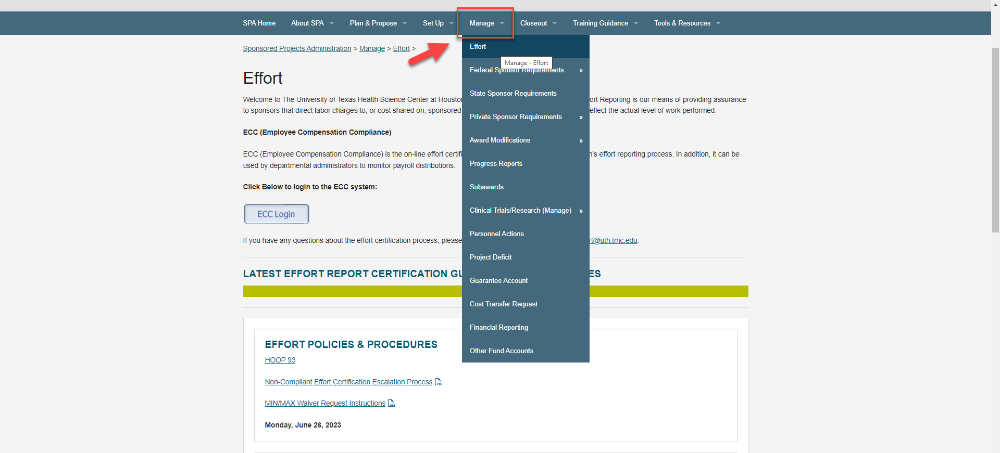 SPA Home About SPA Plan & Propose Set Up Manage Closeout Training Guidance Tools & Resources
Sponsored Projects Administration > Manage > Effort >
Effort
Manage - Effort
Federal Sponsor Requirements »
State Sponsor Requirements
Private Sponsor Requirements »
Award Modifications »
Progress Reports
Subawards
Clinical Trials/Research (Manage) »
Personnel Actions
Project Deficit
Guarantee Account
Cost Transfer Request
Financial Reporting
Other Fund Accounts
Effort
Welcome to The University of Texas Health Science Center at Houston ort Reporting is our means of providing assurance
to sponsors that direct labor charges to, or cost shared on, sponsored eflect the actual level of work performed.
ECC (Employee Compensation Compliance)
ECC (Employee Compensation Compliance) is the on-line effort certifi 's effort reporting process. In addition, it can be
used by departmental administrators to monitor payroll distributions.
Click Below to login to the ECC system:
ECC Login
If you have any questions about the effort certification process, please rt@uth.tmc.edu.
LATEST EFFORT REPORT CERTIFICATION GU ES
EFFORT POLICIES & PROCEDURES
HOOP 93
Non-Compliant Effort Certification Escalation Process PDF
MIN/MAX Waiver Request Instructions PDF
Monday, June 26, 2023